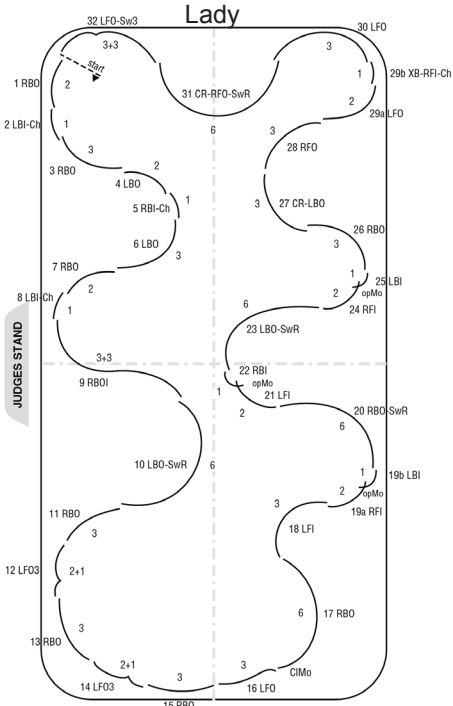 Lady
32 LFO-Sw3
30 LFO
3+3
3
start
1 RBO
2
1
29b XB-RFI-Ch
31 CR-RFO-SwR
2
29a LFO
2 LBI-Ch
1
6
3
28 RFO
3
3 RBO
2
4 LBO
1
5 RBI-Ch
3
27 CR-LBO
26 RBO
6 LBO
3
3
7 RBO
2
1
25 LBI
opMo
8 LBI-Ch
1
6
2
24 RFI
23 LBO-SwR
JUDGES STAND
3+3
9 RBOI
22 RBI
opMo
1
21 LFI
2
20 RBO-SwR
6
10 LBO-SwR
6
1
19b LBI
2
opMo
11 RBO
3
3
19a RFI
18 LFI
12 LFO3
2+1
6
17 RBO
3
13 RBO
2+1
3
3
ClMo
14 LFO3
16 LFO
15 RBO